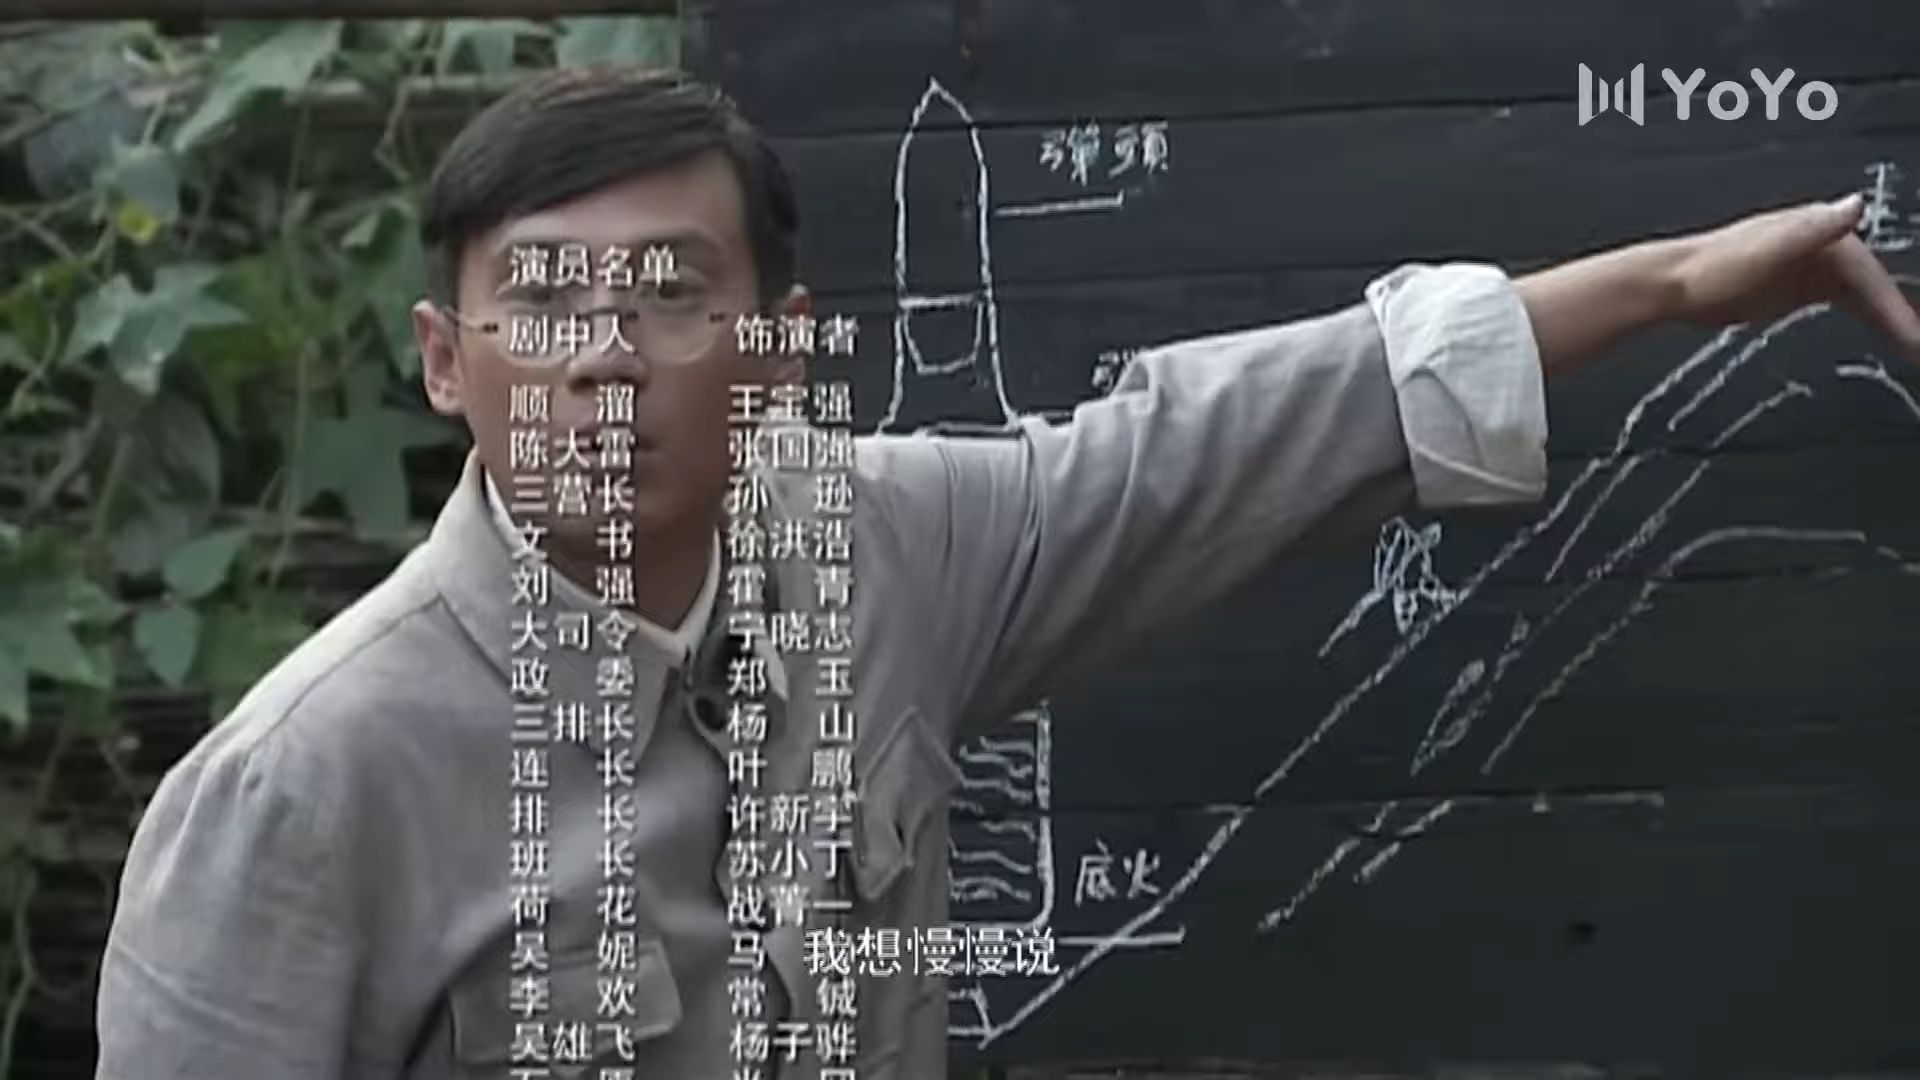 YoYo
弹頭
演员名单
剧中人 饰演者
顺溜 王宝强
陈大雷 张国强
三营长 孙逊
文书 徐洪浩
刘强 霍青
大司令 宁晓志
政委 郑玉
三排长 杨山
连长 叶鹏
排长 许新宇
班长 苏小丁
底火
荷花 战菁一
吴妮 马
我想慢慢说
李欢 常铖
吴雄飞 杨子骅